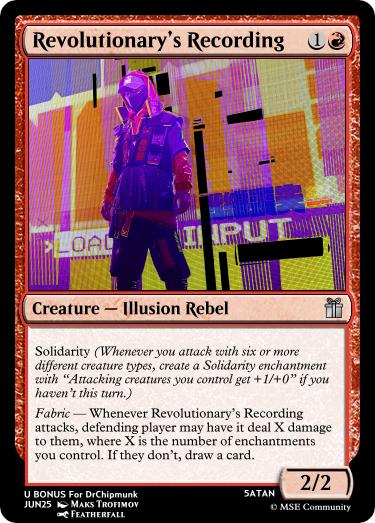 Revolutionary's Recording 1
>LOAD INPUT
Creature — Illusion Rebel
Solidarity (Whenever you attack with six or more
different creature types, create a Solidarity enchantment
with “Attacking creatures you control get +1/+0” if you
haven't this turn.)
Fabric — Whenever Revolutionary's Recording
attacks, defending player may have it deal X damage
to them, where X is the number of enchantments
you control. If they don't, draw a card.
2/2
U BONUS For DrChipmunk 5ATAN
JUN25 Maks Trofimov © MSE Community
Featherfall